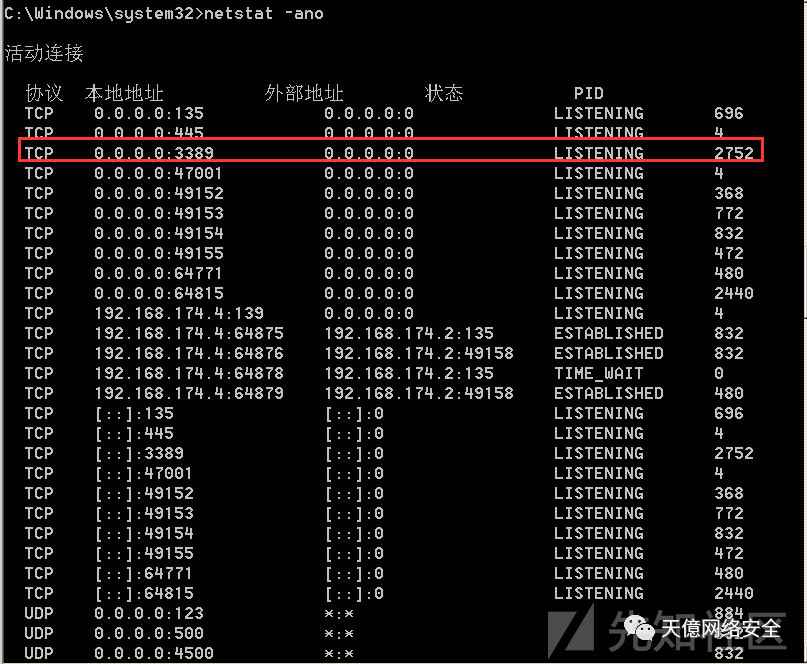 C:\Windows\system32>netstat -ano
活动连接
协议 本地地址 外部地址 状态 PID
TCP 0.0.0.0:135 0.0.0.0:0 LISTENING 696
TCP 0.0.0.0:445 0.0.0.0:0 LISTENING 4
TCP 0.0.0.0:3389 0.0.0.0:0 LISTENING 2752
TCP 0.0.0.0:47001 0.0.0.0:0 LISTENING 4
TCP 0.0.0.0:49152 0.0.0.0:0 LISTENING 368
TCP 0.0.0.0:49153 0.0.0.0:0 LISTENING 772
TCP 0.0.0.0:49154 0.0.0.0:0 LISTENING 832
TCP 0.0.0.0:49155 0.0.0.0:0 LISTENING 472
TCP 0.0.0.0:64771 0.0.0.0:0 LISTENING 480
TCP 0.0.0.0:64815 0.0.0.0:0 LISTENING 2440
TCP 192.168.174.4:139 0.0.0.0:0 LISTENING 4
TCP 192.168.174.4:64875 192.168.174.2:135 ESTABLISHED 832
TCP 192.168.174.4:64876 192.168.174.2:49158 ESTABLISHED 832
TCP 192.168.174.4:64878 192.168.174.2:135 TIME_WAIT 0
TCP 192.168.174.4:64879 192.168.174.2:49158 ESTABLISHED 480
TCP [::]:135 [::]:0 LISTENING 696
TCP [::]:445 [::]:0 LISTENING 4
TCP [::]:3389 [::]:0 LISTENING 2752
TCP [::]:47001 [::]:0 LISTENING 4
TCP [::]:49152 [::]:0 LISTENING 368
TCP [::]:49153 [::]:0 LISTENING 772
TCP [::]:49154 [::]:0 LISTENING 832
TCP [::]:49155 [::]:0 LISTENING 472
TCP [::]:64771 [::]:0 LISTENING 480
TCP [::]:64815 [::]:0 LISTENING 2440
UDP 0.0.0.0:123 *:* 884
UDP 0.0.0.0:500 *:*
UDP 0.0.0.0:4500 *:* 832
先知社区
天億网络安全